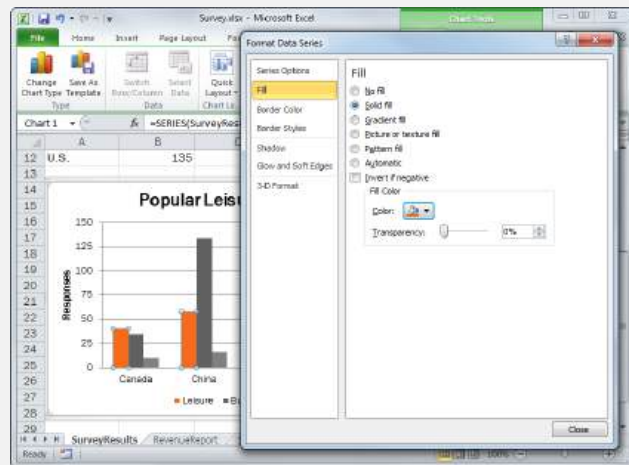 Survey.xlsx - Microsoft Excel
Chart Tools
File Home Insert Page Layout
Format Data Series
Change Chart Type
Save As Template
Switch Row/Column
Select Data
Quick Layout
Type Data
Chart 1 fx =SERIES(SurveyRes
A B
12 U.S. 135
13
14
15
16
17
18
19
20
21
22
23
24
25
26
27
28
29
Popular Leisu
150
125
100
75
50
25
0
Responses
Canada China
Leisure
SurveyResults RevenueReport
Ready
100%
Series Options
Fill
Border Color
Border Styles
Shadow
Glow and Soft Edges
3-D Format
Fill
No fill
Solid fill
Gradient fill
Picture or texture fill
Pattern fill
Automatic
Invert if negative
Fill Color
Color:
Transparency: 0%
Close